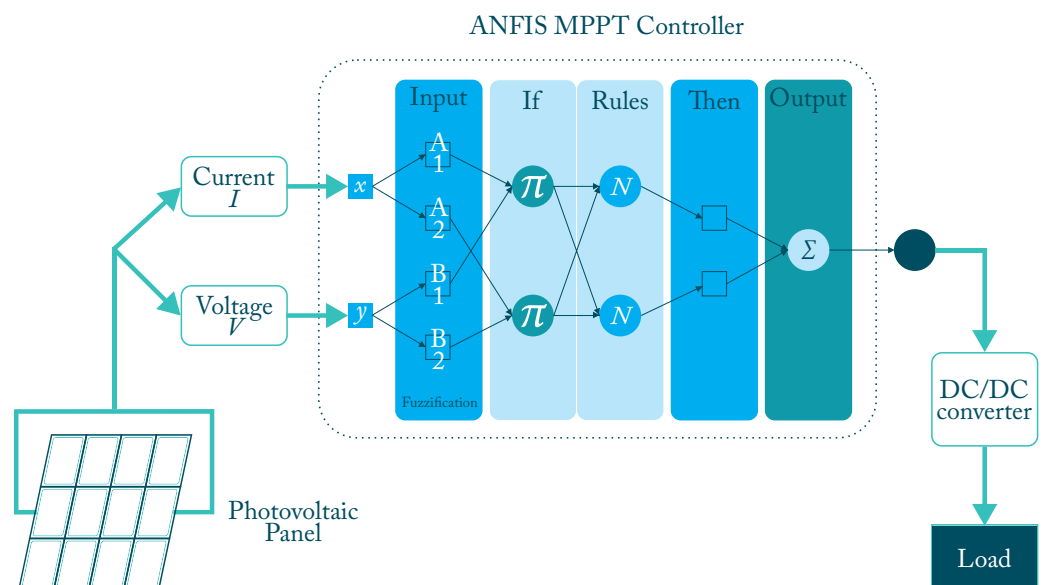 ANFIS MPPT Controller
Input
If
Rules
Then
Output
A
1
A
2
B
1
B
2
Fuzzification
Current
I
Voltage
V
x
y
π
π
N
N
Σ
DC/DC
converter
Load
Photovoltaic
Panel